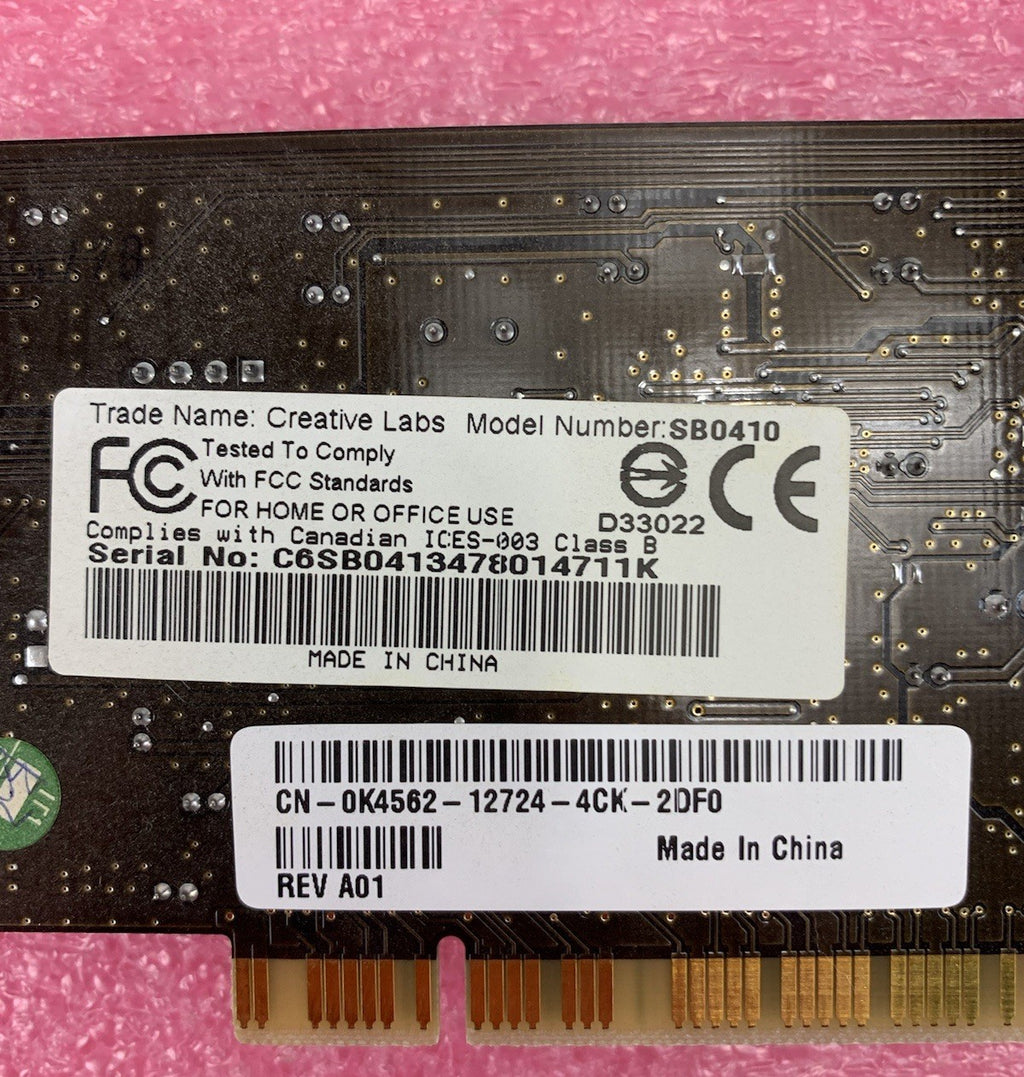 Trade Name: Creative Labs Model Number:SB0410
FC Tested To Comply
With FCC Standards
FOR HOME OR OFFICE USE
CE
D33022
Complies with Canadian ICES-003 Class B
Serial No: C6SB0413478014711K
MADE IN CHINA
CN-0K4562-12724-4CK-2DF0
Made In China
REV A01